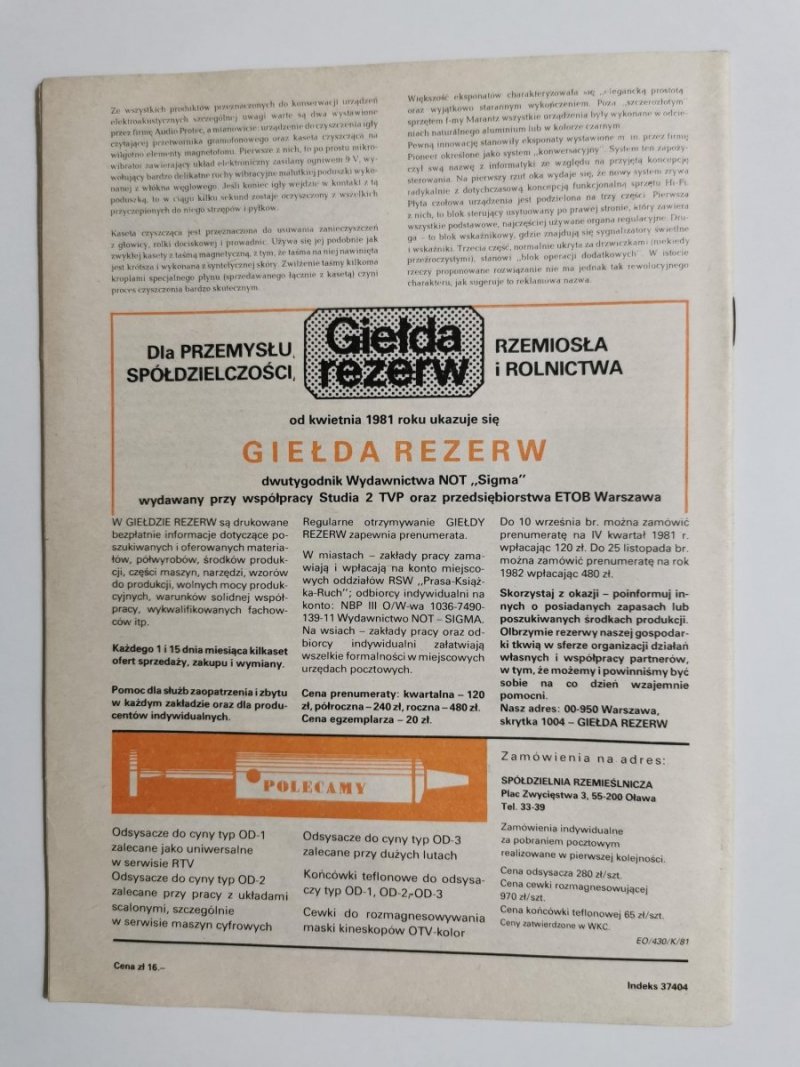 Ze wszystkich produktów przeznaczonych do konserwacji urządzeń
elektroakustycznych szczególnej uwagi warte są dwa wystawione
przez firmę Audio Protec, a mianowicie: urządzenie do czyszczenia igły
czytającej przetwornika gramofonowego oraz kaseta czyszcząca na
wilgotno elementy magnetofonu. Pierwsze z nich, to po prostu mikro-
wibrator zawierający układ elektroniczny zasilany ogniwem 9 V, wy-
wołujący bardzo delikatne ruchy wibracyjne malutkiej poduszki wyko-
nanej z włókna węglowego. Jeśli koniec igły wejdzie w kontakt z tą
poduszką, to w ciągu kilku sekund zostaje oczyszczony z wszelkich
przyczepionych do niego strzępów i pyłków.
Kaseta czyszcząca jest przeznaczona do usuwania zanieczyszczeń
z głowicy, rolki dociskowej i prowadnic. Używa się jej podobnie jak
zwykłej kasety z taśmą magnetyczną, z tym, że taśma na niej nawinięta
jest krótsza i wykonana z syntetycznej skóry. Zwilżenie taśmy kilkoma
kroplami specjalnego płynu (sprzedawanego łącznie z kasetą) czyni
proces czyszczenia bardzo skutecznym.
Większość eksponatów charakteryzowała się „elegancką prostotą
oraz wyjątkowo starannym wykończeniem. Poza „szczerozłotym"
sprzętem f-my Marantz wszystkie urządzenia były wykonane w odcie-
niach naturalnego aluminium lub w kolorze czarnym.
Pewną innowację stanowiły eksponaty wystawione m. in. przez firmę
Pioneer określone jako system „konwersacyjny". System ten zapoży-
czył swą nazwę z informatyki ze względu na przyjętą koncepcję
sterowania. Na pierwszy rzut oka wydaje się, że nowy system zrywa
radykalnie z dotychczasową koncepcją funkcjonalną sprzętu Hi-Fi.
Płyta czołowa urządzenia jest podzielona na trzy części. Pierwsza
z nich, to blok sterujący usytuowany po prawej stronie, który zawiera
wszystkie podstawowe, najczęściej używane organa regulacyjne. Dru-
ga - to blok wskaźnikowy, gdzie znajdują się sygnalizatory świetlne
i wskaźniki. Trzecia część, normalnie ukryta za drzwiczkami (niekiedy
przeźroczystymi), stanowi „blok operacji dodatkowych". W istocie
rzeczy proponowane rozwiązanie nie ma jednak tak rewolucyjnego
charakteru, jak sugeruje to reklamowa nazwa.
Dla PRZEMYSŁU,
SPÓŁDZIELCZOŚCI,
Giełda
rezerw
RZEMIOSŁA
i ROLNICTWA
od kwietnia 1981 roku ukazuje się
GIEŁDA REZERW
dwutygodnik Wydawnictwa NOT „Sigma"
wydawany przy współpracy Studia 2 TVP oraz przedsiębiorstwa ETOB Warszawa
W GIEŁDZIE REZERW są drukowane
bezpłatnie informacje dotyczące po-
szukiwanych i oferowanych materia-
łów, półwyrobów, środków produk-
cji, części maszyn, narzędzi, wzorów
do produkcji, wolnych mocy produk-
cyjnych, warunków solidnej współ-
pracy, wykwalifikowanych fachow-
ców itp.
Każdego 1 i 15 dnia miesiąca kilkaset
ofert sprzedaży, zakupu i wymiany.
Pomoc dla służb zaopatrzenia i zbytu
w każdym zakładzie oraz dla produ-
centów indywidualnych.
Regularne otrzymywanie GIEŁDY
REZERW zapewnia prenumerata.
W miastach – zakłady pracy zama-
wiają i wpłacają na konto miejsco-
wych oddziałów RSW „Prasa-Książ-
ka-Ruch"; odbiorcy indywidualni na
konto: NBP III O/W-wa 1036-7490-
139-11 Wydawnictwo NOT – SIGMA.
Na wsiach – zakłady pracy oraz od-
biorcy indywidualni załatwiają
wszelkie formalności w miejscowych
urzędach pocztowych.
Cena prenumeraty: kwartalna – 120
zł, półroczna – 240 zł, roczna – 480 zł.
Cena egzemplarza – 20 zł.
Do 10 września br. można zamówić
prenumeratę na IV kwartał 1981 r.
wpłacając 120 zł. Do 25 listopada br.
można zamówić prenumeratę na rok
1982 wpłacając 480 zł.
Skorzystaj z okazji – poinformuj in-
nych o posiadanych zapasach lub
poszukiwanych środkach produkcji.
Olbrzymie rezerwy naszej gospodar-
ki tkwią w sferze organizacji działań
własnych i współpracy partnerów,
w tym, że możemy i powinniśmy być
sobie na co dzień wzajemnie
pomocni.
Nasz adres: 00-950 Warszawa,
skrytka 1004 – GIEŁDA REZERW
POLECAMY
Odsysacze do cyny typ OD-1
zalecane jako uniwersalne
w serwisie RTV
Odsysacze do cyny typ OD-2
zalecane przy pracy z układami
scalonymi, szczególnie
w serwisie maszyn cyfrowych
Odsysacze do cyny typ OD-3
zalecane przy dużych lutach
Końcówki teflonowe do odsysa-
czy typ OD-1, OD-2, OD-3
Cewki do rozmagnesowywania
maski kineskopów OTV-kolor
Zamówienia na adres:
SPÓŁDZIELNIA RZEMIEŚLNICZA
Plac Zwycięstwa 3, 55-200 Oława
Tel. 33-39
Zamówienia indywidualne
za pobraniem pocztowym
realizowane w pierwszej kolejności.
Cena odsysacza 280 zł/szt.
Cena cewki rozmagnesowującej
970 zł/szt.
Cena końcówki teflonowej 65 zł/szt.
Ceny zatwierdzone w WKC.
EO/430/K/81
Cena zł 16.–
Indeks 37404